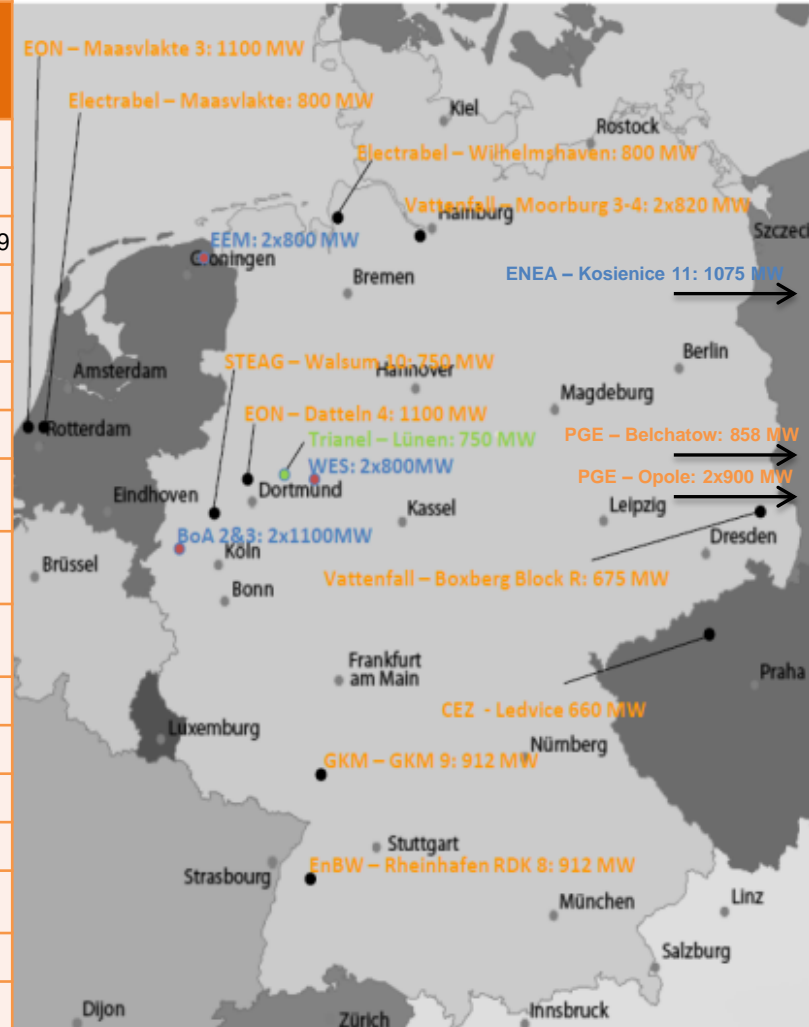 EON – Maasvlakte 3: 1100 MW
Electrabel – Maasvlakte: 800 MW
Kiel
Rostock
Electrabel – Wilhelmshaven: 800 MW
Vattenfall – Moorburg 3-4: 2x820 MW
Hamburg
Szczeci
9
EEM: 2x800 MW
Groningen
ENEA – Kosienice 11: 1075 MW
Bremen
Berlin
STEAG – Walsum 10: 750 MW
Hannover
Amsterdam
Magdeburg
EON – Datteln 4: 1100 MW
Rotterdam
Trianel – Lünen: 750 MW
PGE – Belchatow: 858 MW
WES: 2x800MW
PGE – Opole: 2x900 MW
Dortmund
Eindhoven
Leipzig
Kassel
BoA 2&3: 2x1100MW
Dresden
Köln
Brüssel
Vattenfall – Boxberg Block R: 675 MW
Bonn
Frankfurt
am Main
Praha
CEZ - Ledvice 660 MW
Luxemburg
Nürnberg
GKM – GKM 9: 912 MW
Stuttgart
EnBW – Rheinhafen RDK 8: 912 MW
Strasbourg
Linz
München
Salzburg
Dijon
Innsbruck
Zürich